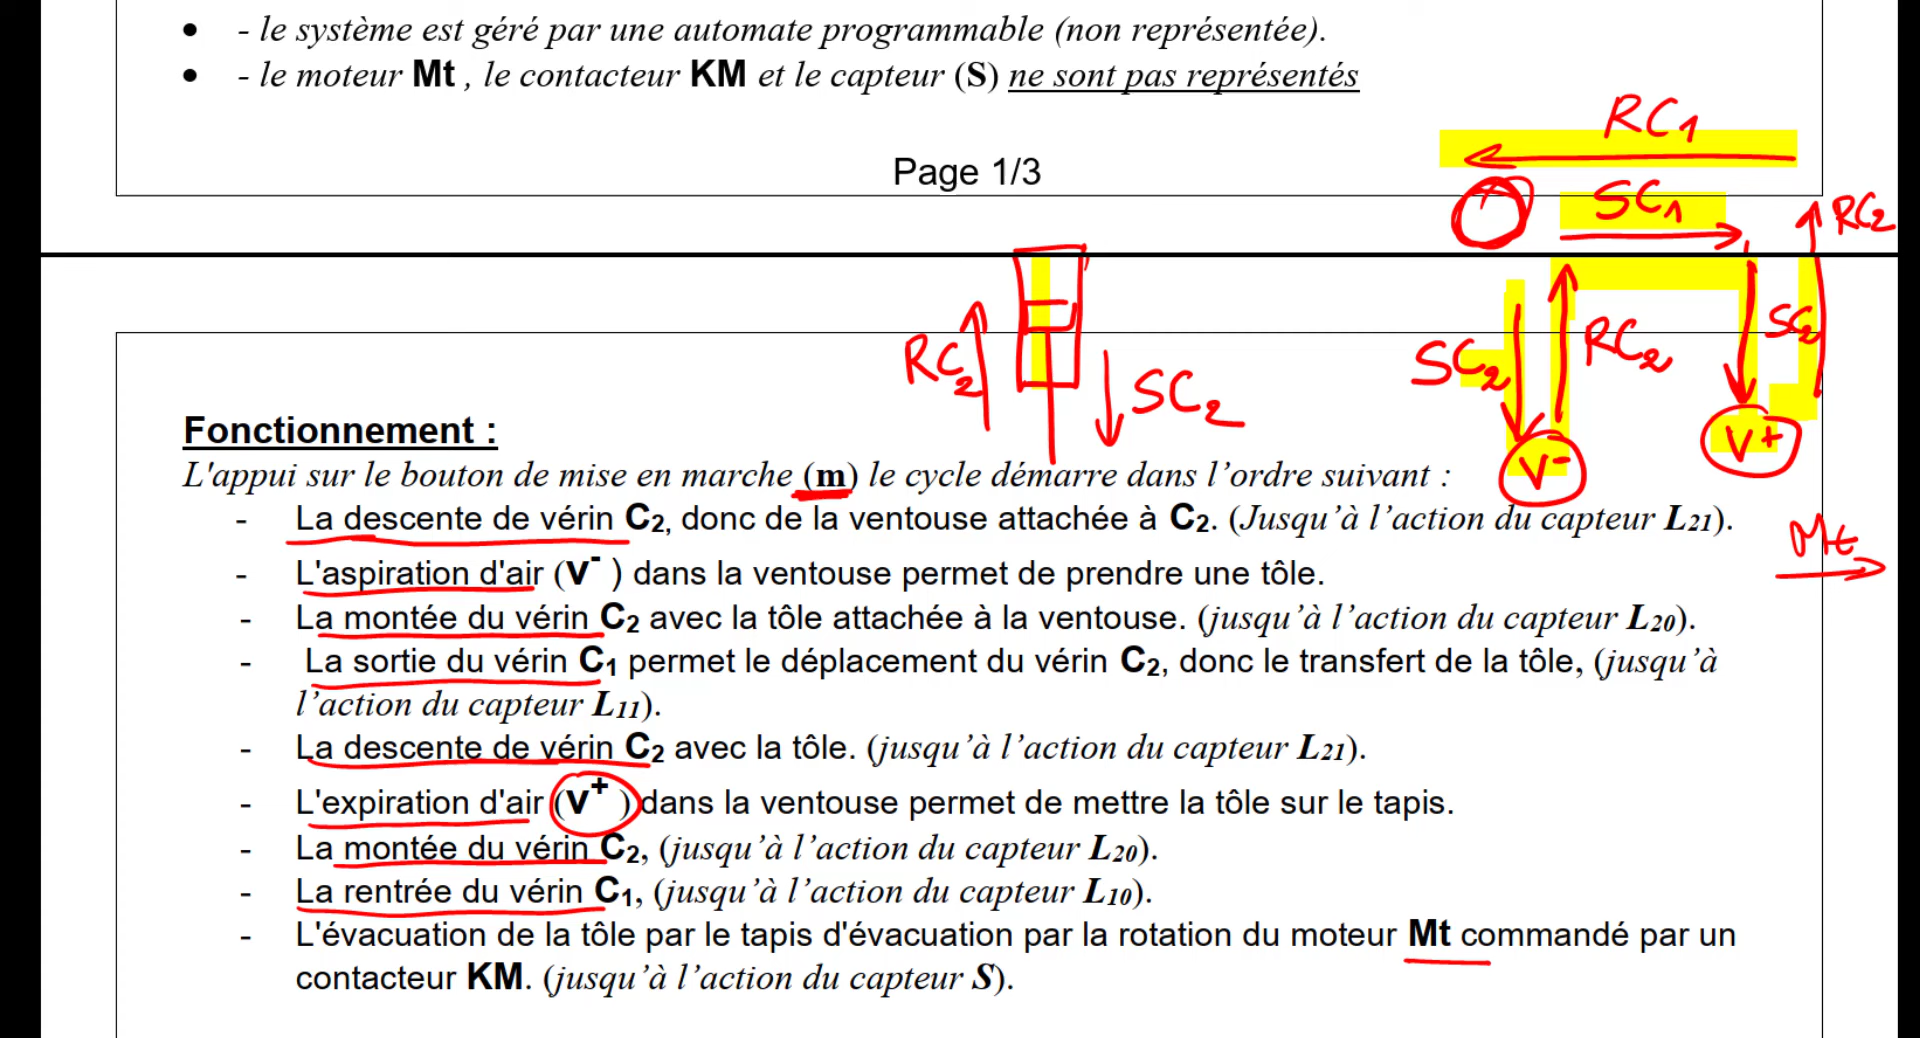 - le système est géré par une automate programmable (non représentée).
- le moteur Mt , le contacteur KM et le capteur (S) ne sont pas représentés
RC1
Page 1/3
SC1
RC2
SC2
RC2
RC2
SC2
SC2
V-
V+
Fonctionnement :
L'appui sur le bouton de mise en marche (m) le cycle démarre dans l’ordre suivant :
- La descente de vérin C2, donc de la ventouse attachée à C2. (Jusqu’à l’action du capteur L21).
Mt
- L'aspiration d'air (v- ) dans la ventouse permet de prendre une tôle.
- La montée du vérin C2 avec la tôle attachée à la ventouse. (jusqu’à l’action du capteur L20).
- La sortie du vérin C1 permet le déplacement du vérin C2, donc le transfert de la tôle, (jusqu’à
l’action du capteur L11).
- La descente de vérin C2 avec la tôle. (jusqu’à l’action du capteur L21).
- L'expiration d'air (v+ ) dans la ventouse permet de mettre la tôle sur le tapis.
- La montée du vérin C2, (jusqu’à l’action du capteur L20).
- La rentrée du vérin C1, (jusqu’à l’action du capteur L10).
- L'évacuation de la tôle par le tapis d'évacuation par la rotation du moteur Mt commandé par un
contacteur KM. (jusqu’à l’action du capteur S).